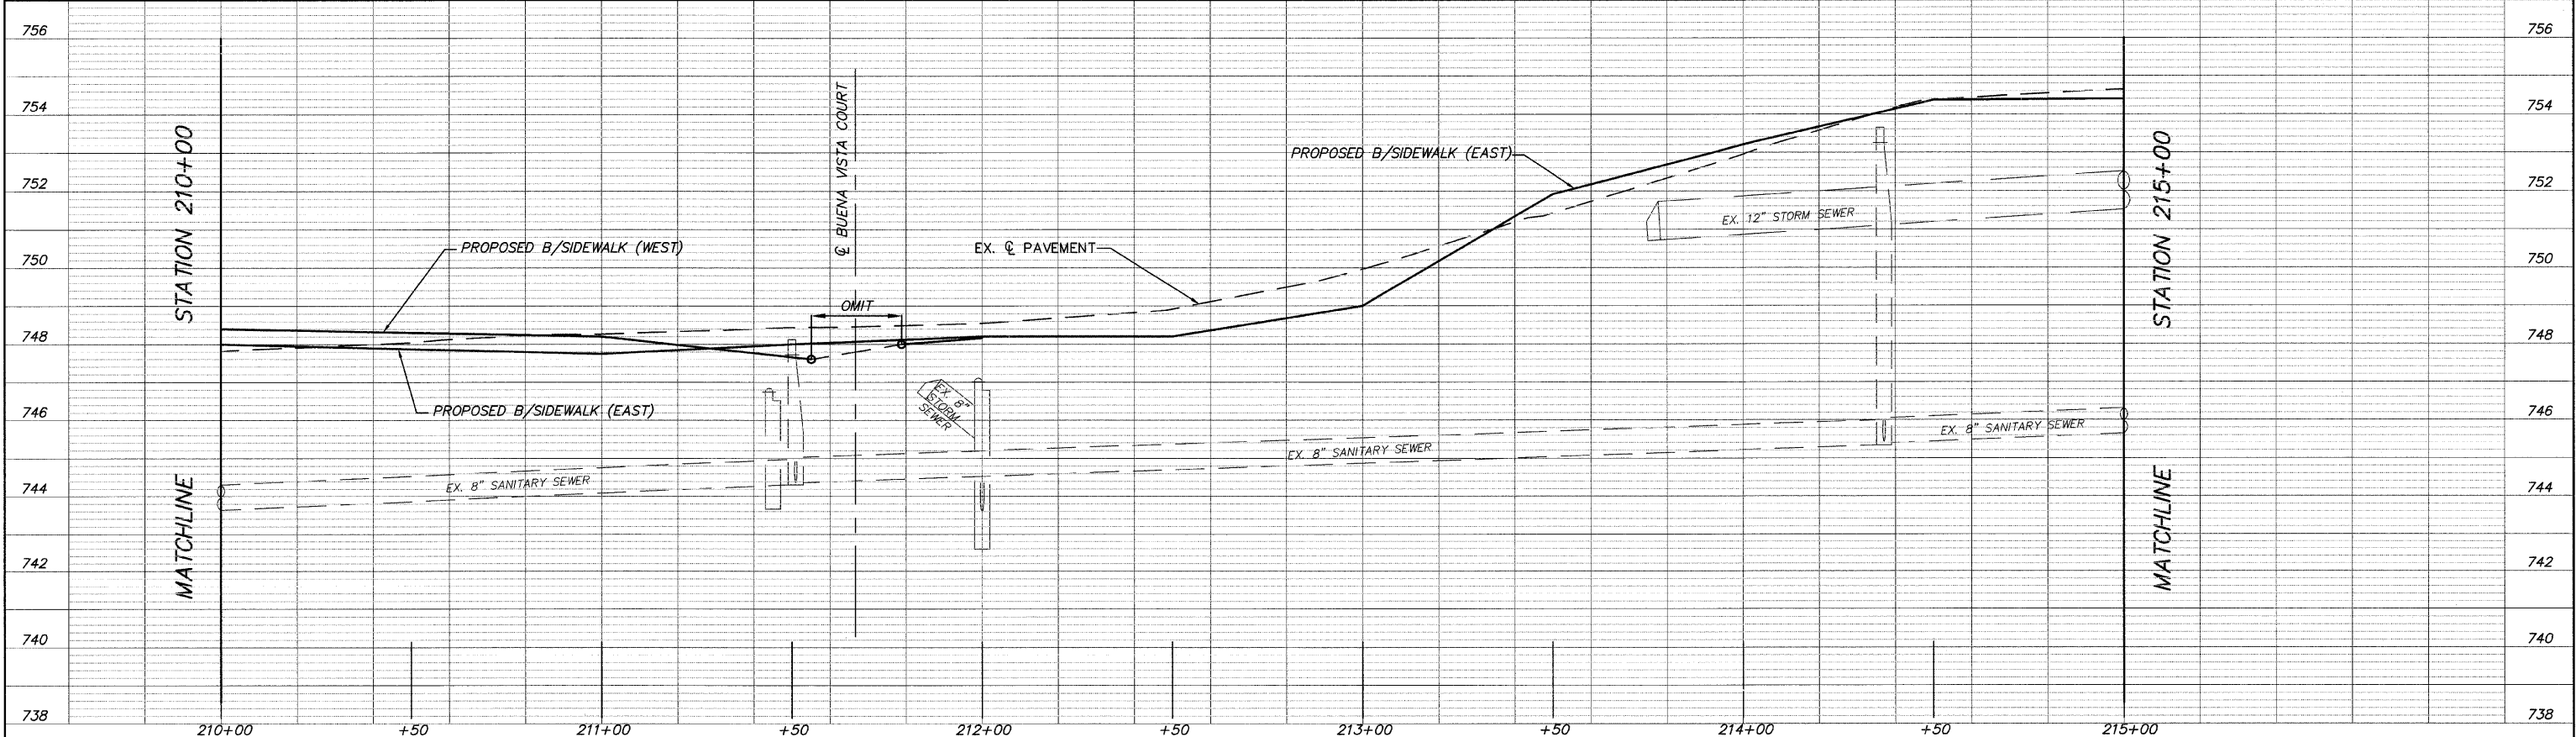 756
754
752
750
748
746
744
742
740
738
STATION 210+00
MATCHLINE
PROPOSED B/SIDEWALK (WEST)
PROPOSED B/SIDEWALK (EAST)
℄ BUENA VISTA COURT
OMIT
EX. ℄ PAVEMENT
PROPOSED B/SIDEWALK (EAST)
EX. 12" STORM SEWER
EX. 8"
STORM
SEWER
EX. 8" SANITARY SEWER
EX. 8" SANITARY SEWER
EX. 8" SANITARY SEWER
STATION 215+00
MATCHLINE
756
754
752
750
748
746
744
742
740
738
210+00
+50
211+00
+50
212+00
+50
213+00
+50
214+00
+50
215+00